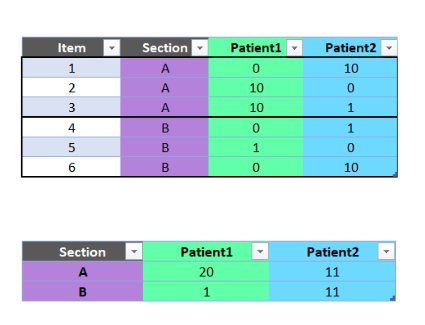 Item Section Patient1 Patient2
1 A 0 10
2 A 10 0
3 A 10 1
4 B 0 1
5 B 1 0
6 B 0 10
Section Patient1 Patient2
A 20 11
B 1 11